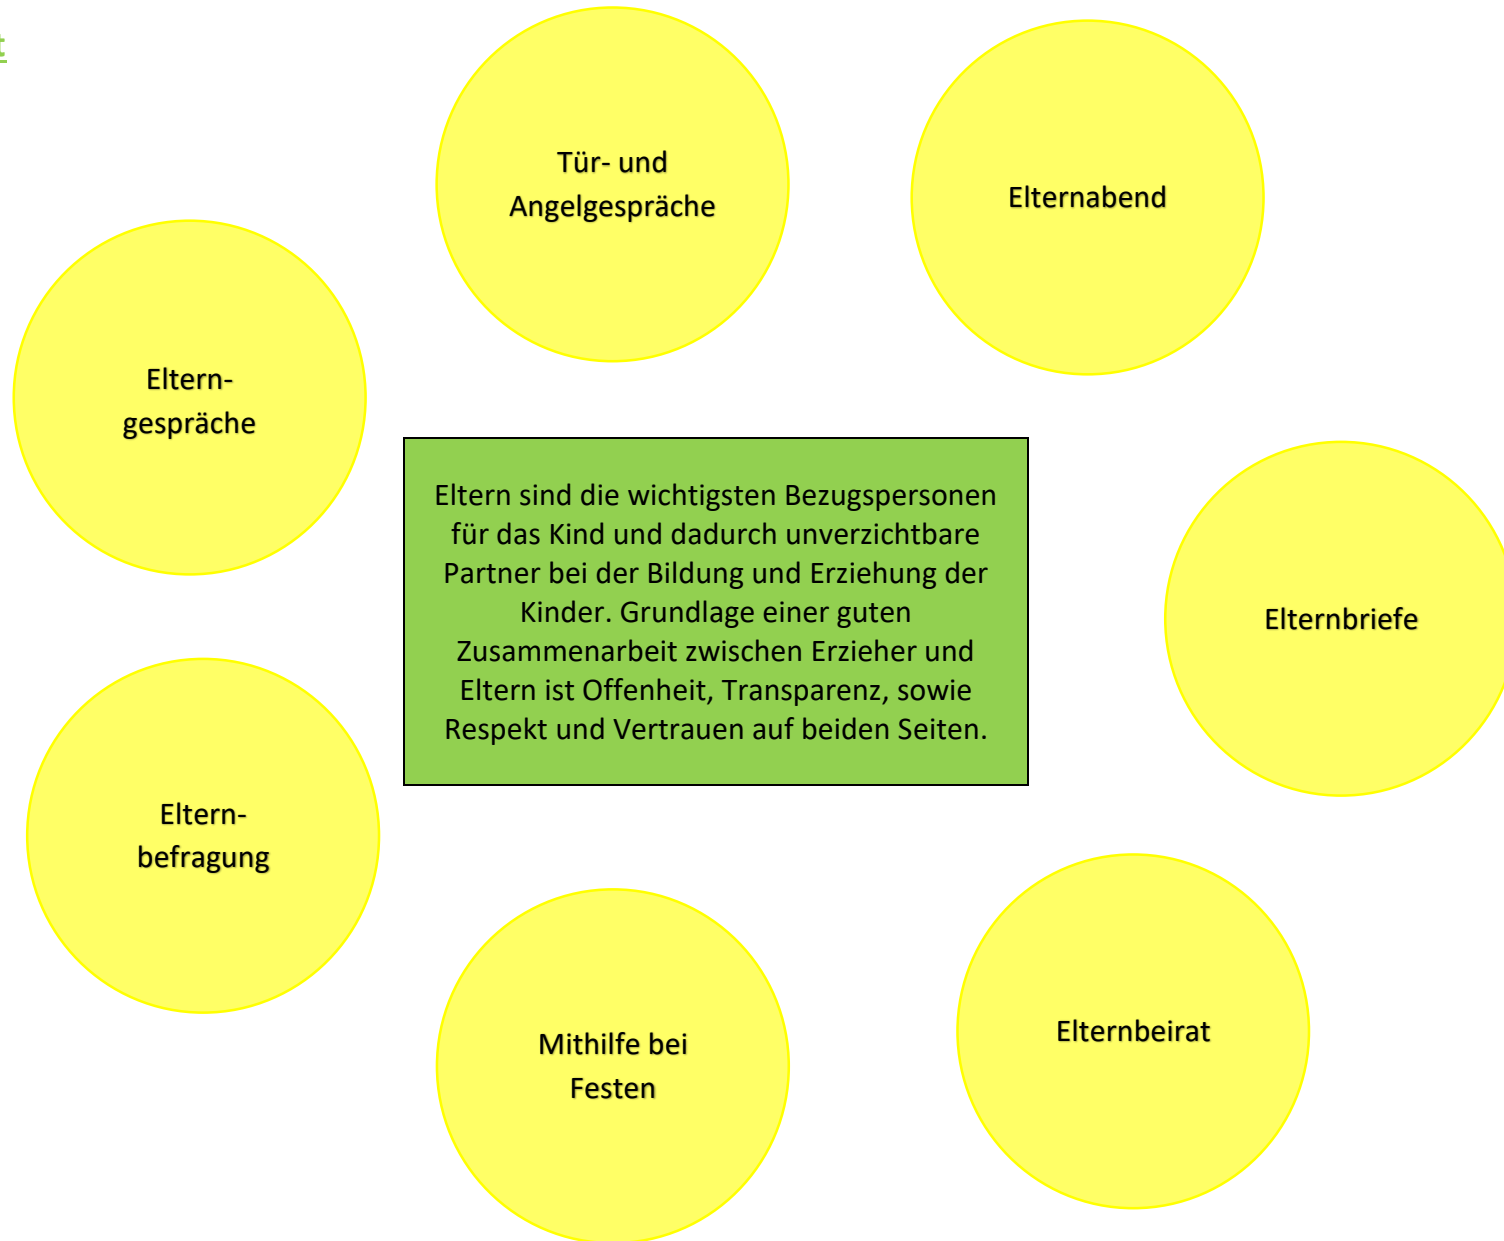 t
Tür- und
Angelgespräche
Elternabend
Eltern-
gespräche
Eltern sind die wichtigsten Bezugspersonen
für das Kind und dadurch unverzichtbare
Partner bei der Bildung und Erziehung der
Kinder. Grundlage einer guten
Zusammenarbeit zwischen Erzieher und
Eltern ist Offenheit, Transparenz, sowie
Respekt und Vertrauen auf beiden Seiten.
Elternbriefe
Eltern-
befragung
Mithilfe bei
Festen
Elternbeirat